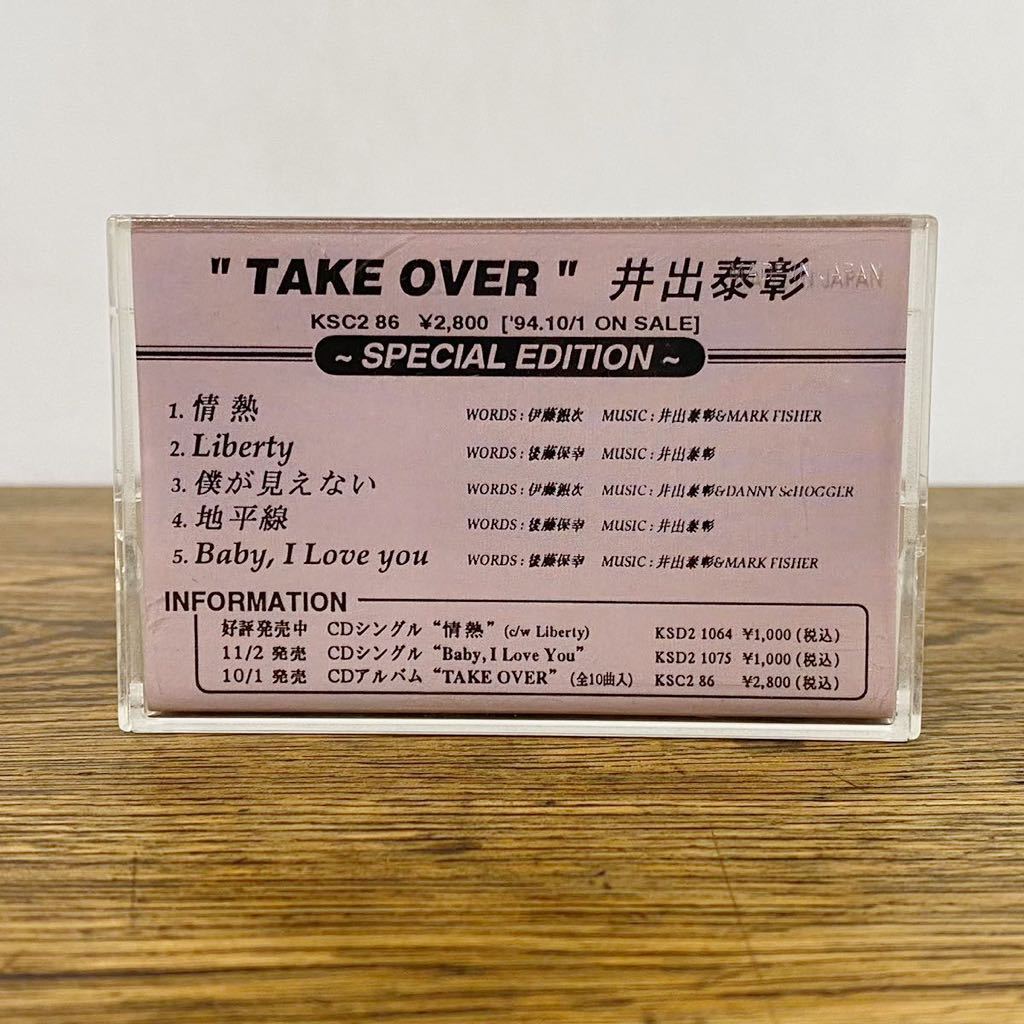 " TAKE OVER " 井出泰彰
MADE IN JAPAN
KSC2 86 ¥2,800 ['94.10/1 ON SALE]
~ SPECIAL EDITION ~
1. 情熱 WORDS : 伊藤銀次 MUSIC : 井出泰彰&MARK FISHER
2. Liberty WORDS : 後藤保幸 MUSIC : 井出泰彰
3. 僕が見えない WORDS : 伊藤銀次 MUSIC : 井出泰彰&DANNY ScHOGGER
4. 地平線 WORDS : 後藤保幸 MUSIC : 井出泰彰
5. Baby, I Love you WORDS : 後藤保幸 MUSIC : 井出泰彰&MARK FISHER
INFORMATION
好評発売中 CDシングル “情熱” (c/w Liberty) KSD2 1064 ¥1,000 (税込)
11/2 発売 CDシングル “Baby, I Love You” KSD2 1075 ¥1,000 (税込)
10/1 発売 CDアルバム “TAKE OVER” (全10曲入) KSC2 86 ¥2,800 (税込)